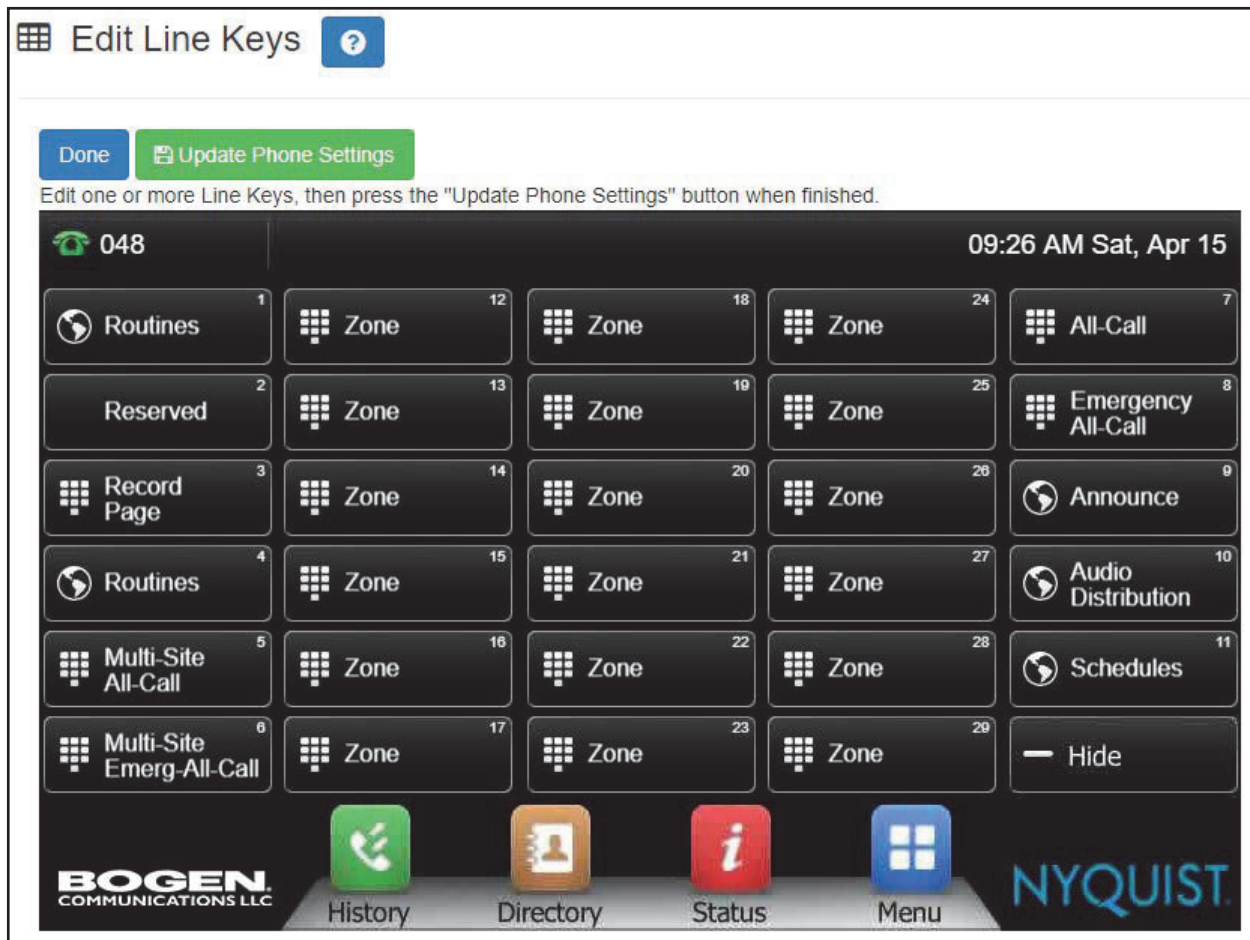 Edit Line Keys ?
Done
Update Phone Settings
Edit one or more Line Keys, then press the "Update Phone Settings" button when finished.
048
09:26 AM Sat, Apr 15
Routines 1
Zone 12
Zone 18
Zone 24
All-Call 7
Reserved 2
Zone 13
Zone 19
Zone 25
Emergency 8
All-Call
Record 3
Page
Zone 14
Zone 20
Zone 26
Announce 9
Routines 4
Zone 15
Zone 21
Zone 27
Audio 10
Distribution
Multi-Site 5
All-Call
Zone 16
Zone 22
Zone 28
Schedules 11
Multi-Site 6
Emerg-All-Call
Zone 17
Zone 23
Zone 29
Hide
BOGEN
COMMUNICATIONS LLC
History
Directory
i
Status
Menu
NYQUIST